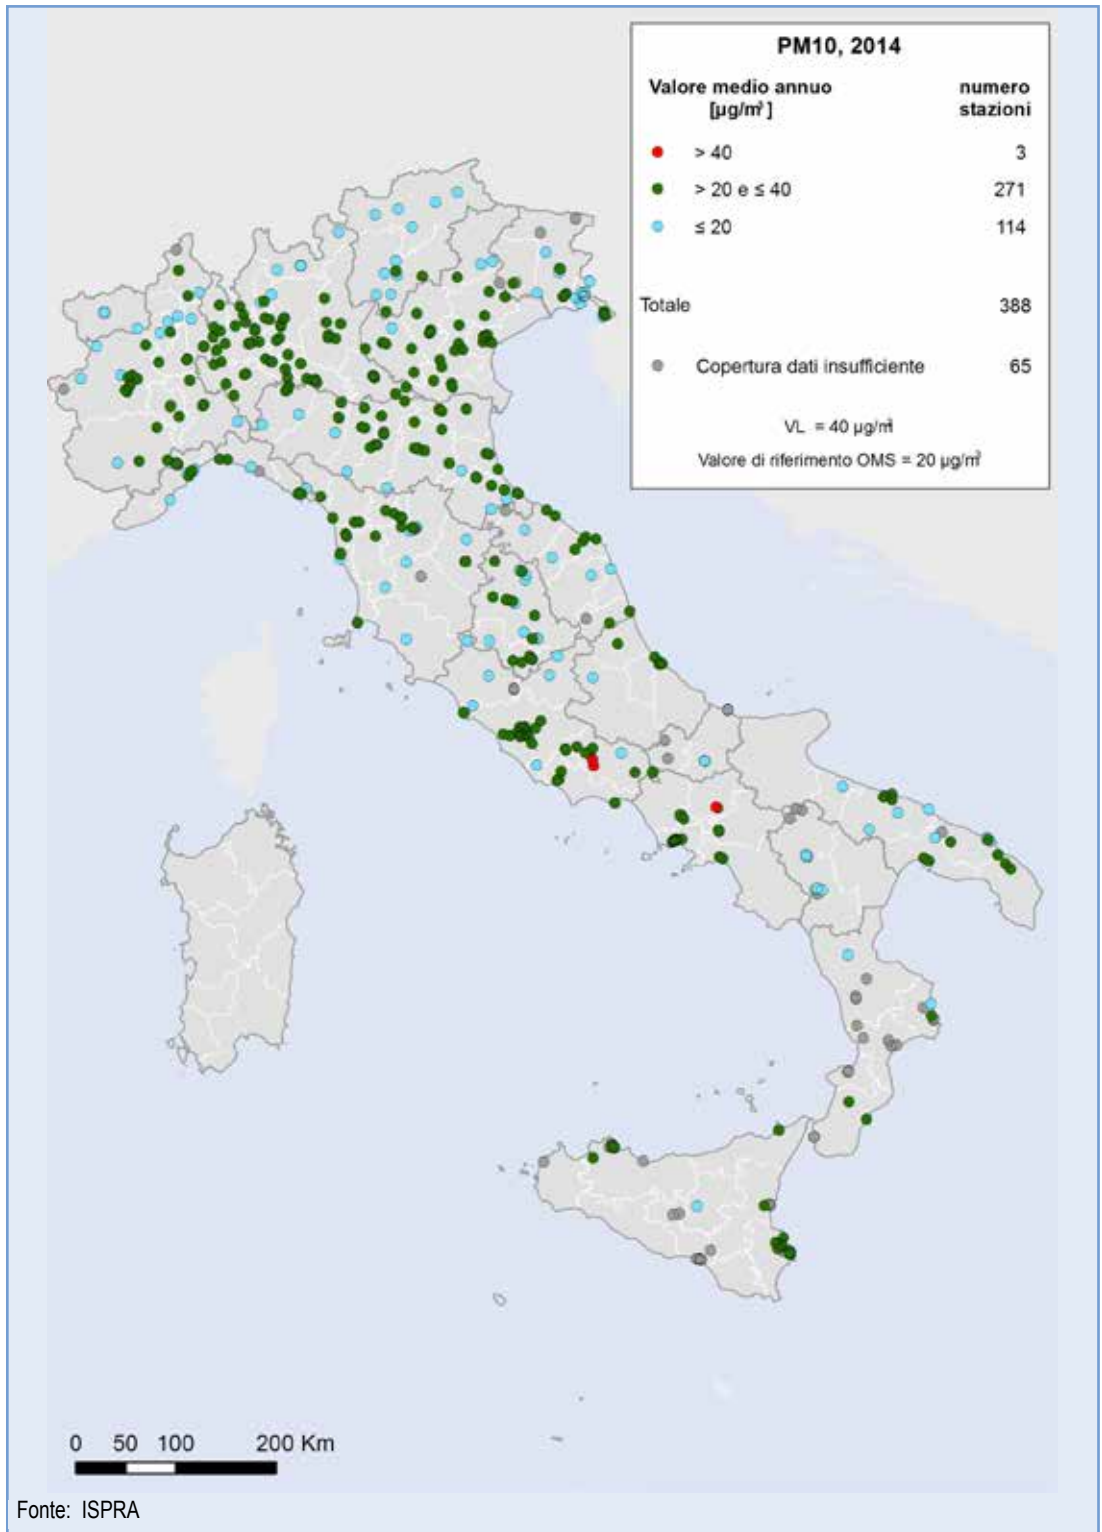 PM10, 2014
Valore medio annuo numero
[µg/m³] stazioni
> 40 3
> 20 e ≤ 40 271
≤ 20 114
Totale 388
Copertura dati insufficiente 65
VL = 40 µg/m³
Valore di riferimento OMS = 20 µg/m³
0 50 100 200 Km
Fonte: ISPRA